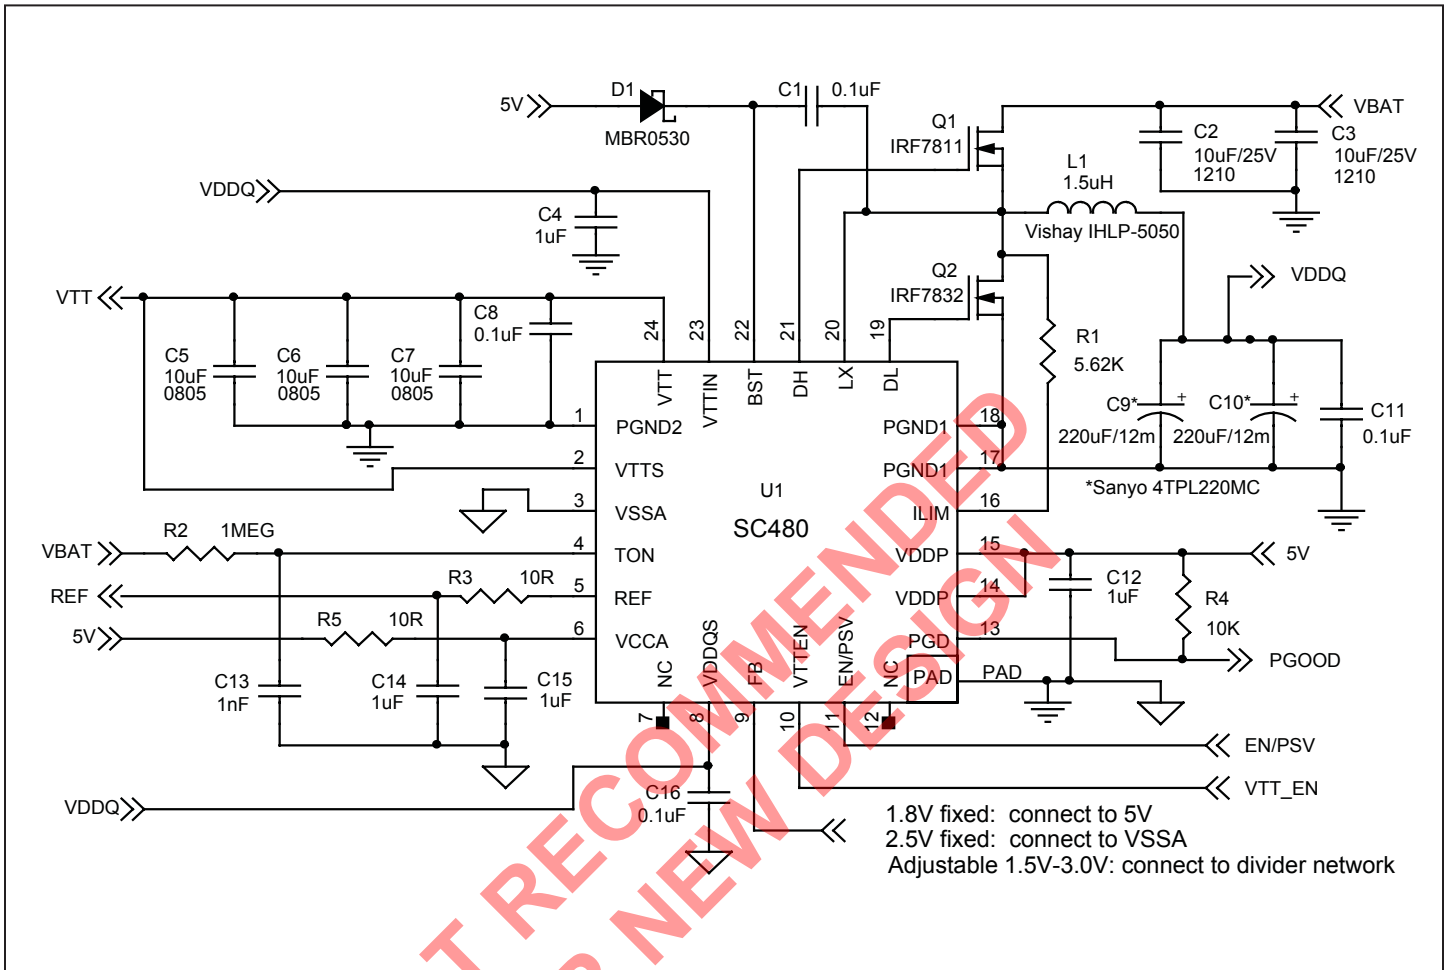 5V
D1
MBR0530
C1
0.1uF
Q1
IRF7811
VBAT
C2
10uF/25V
1210
C3
10uF/25V
1210
L1
1.5uH
Vishay IHLP-5050
VDDQ
C4
1uF
Q2
IRF7832
VDDQ
VTT
C8
0.1uF
C5
10uF
0805
C6
10uF
0805
C7
10uF
0805
24
23
22
21
20
19
VTT
VTTIN
BST
DH
LX
DL
R1
5.62K
C9*
+
220uF/12m
C10*
+
220uF/12m
C11
0.1uF
*Sanyo 4TPL220MC
1
PGND2
2
VTTS
3
VSSA
4
TON
5
REF
6
VCCA
U1
SC480
PGND1
18
PGND1
17
ILIM
16
VDDP
15
VDDP
14
PGD
13
PAD
PAD
VBAT
R2
1MEG
REF
R3
10R
5V
R5
10R
C13
1nF
C14
1uF
C15
1uF
NC
VDDQS
FB
VTTEN
EN/PSV
NC
7
8
9
10
11
12
5V
C12
1uF
R4
10K
PGOOD
EN/PSV
VTT_EN
VDDQ
C16
0.1uF
1.8V fixed: connect to 5V
2.5V fixed: connect to VSSA
Adjustable 1.5V-3.0V: connect to divider network
T RECOMMENDED
R NEW DESIGN